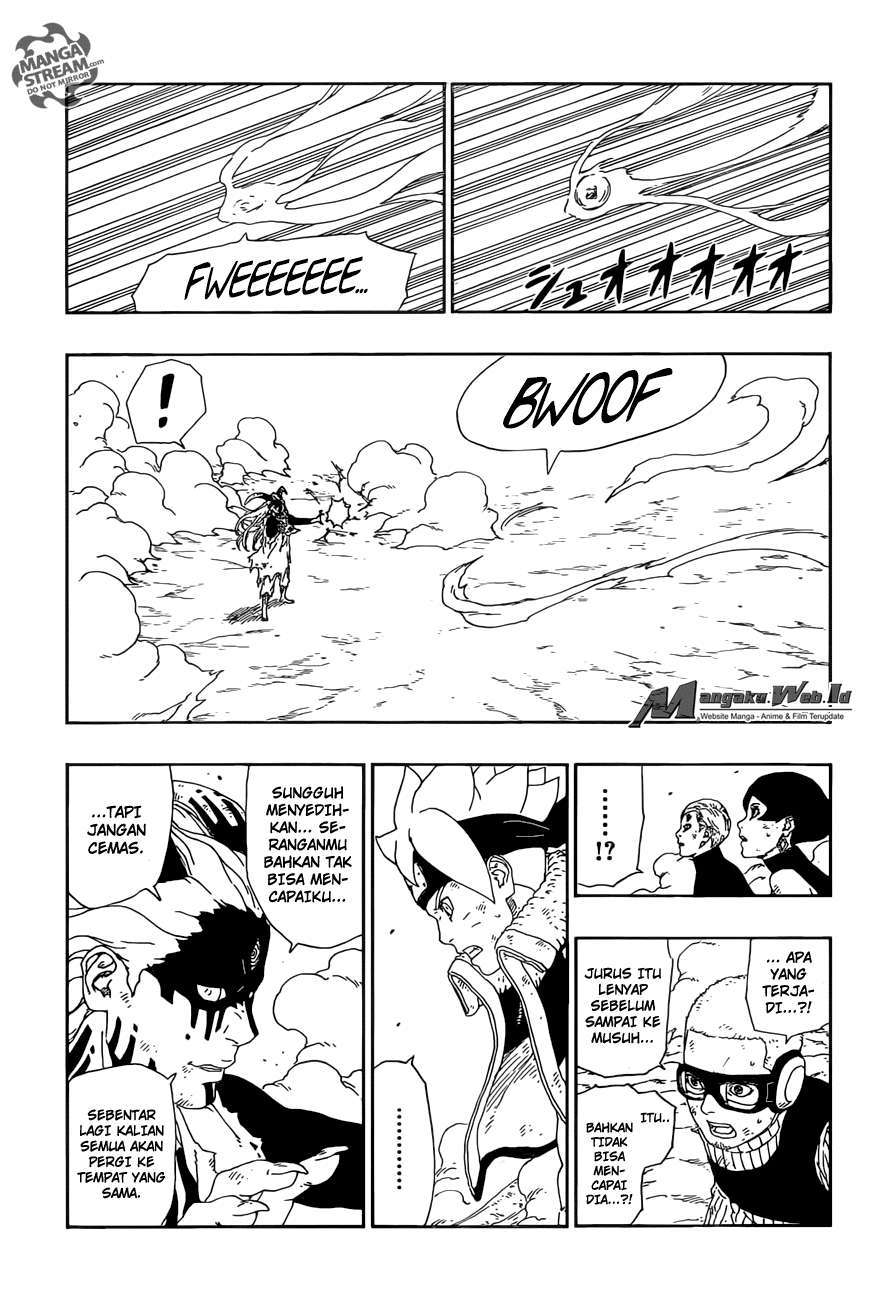 MANGA
STREAM.com
DO NOT MIRROR
シュオオオオオ
FWEEEEEEE...
!
BWOOF
Mangaku.Web.Id
Website Manga - Anime & Film Terupdate
......!?
... APA
YANG
TERJA-
DI...?!
JURUS ITU
LENYAP
SEBELUM
SAMPAI KE
MUSUH...
ITU..
BAHKAN
TIDAK
BISA
MEN-
CAPAI
DIA...?!
.........
SUNGGUH
MENYEDIH-
KAN... SE-
RANGANMU
BAHKAN TAK
BISA MEN-
CAPAIKU...
...TAPI
JANGAN
CEMAS.
SEBENTAR
LAGI KALIAN
SEMUA AKAN
PERGI KE
TEMPAT YANG
SAMA.